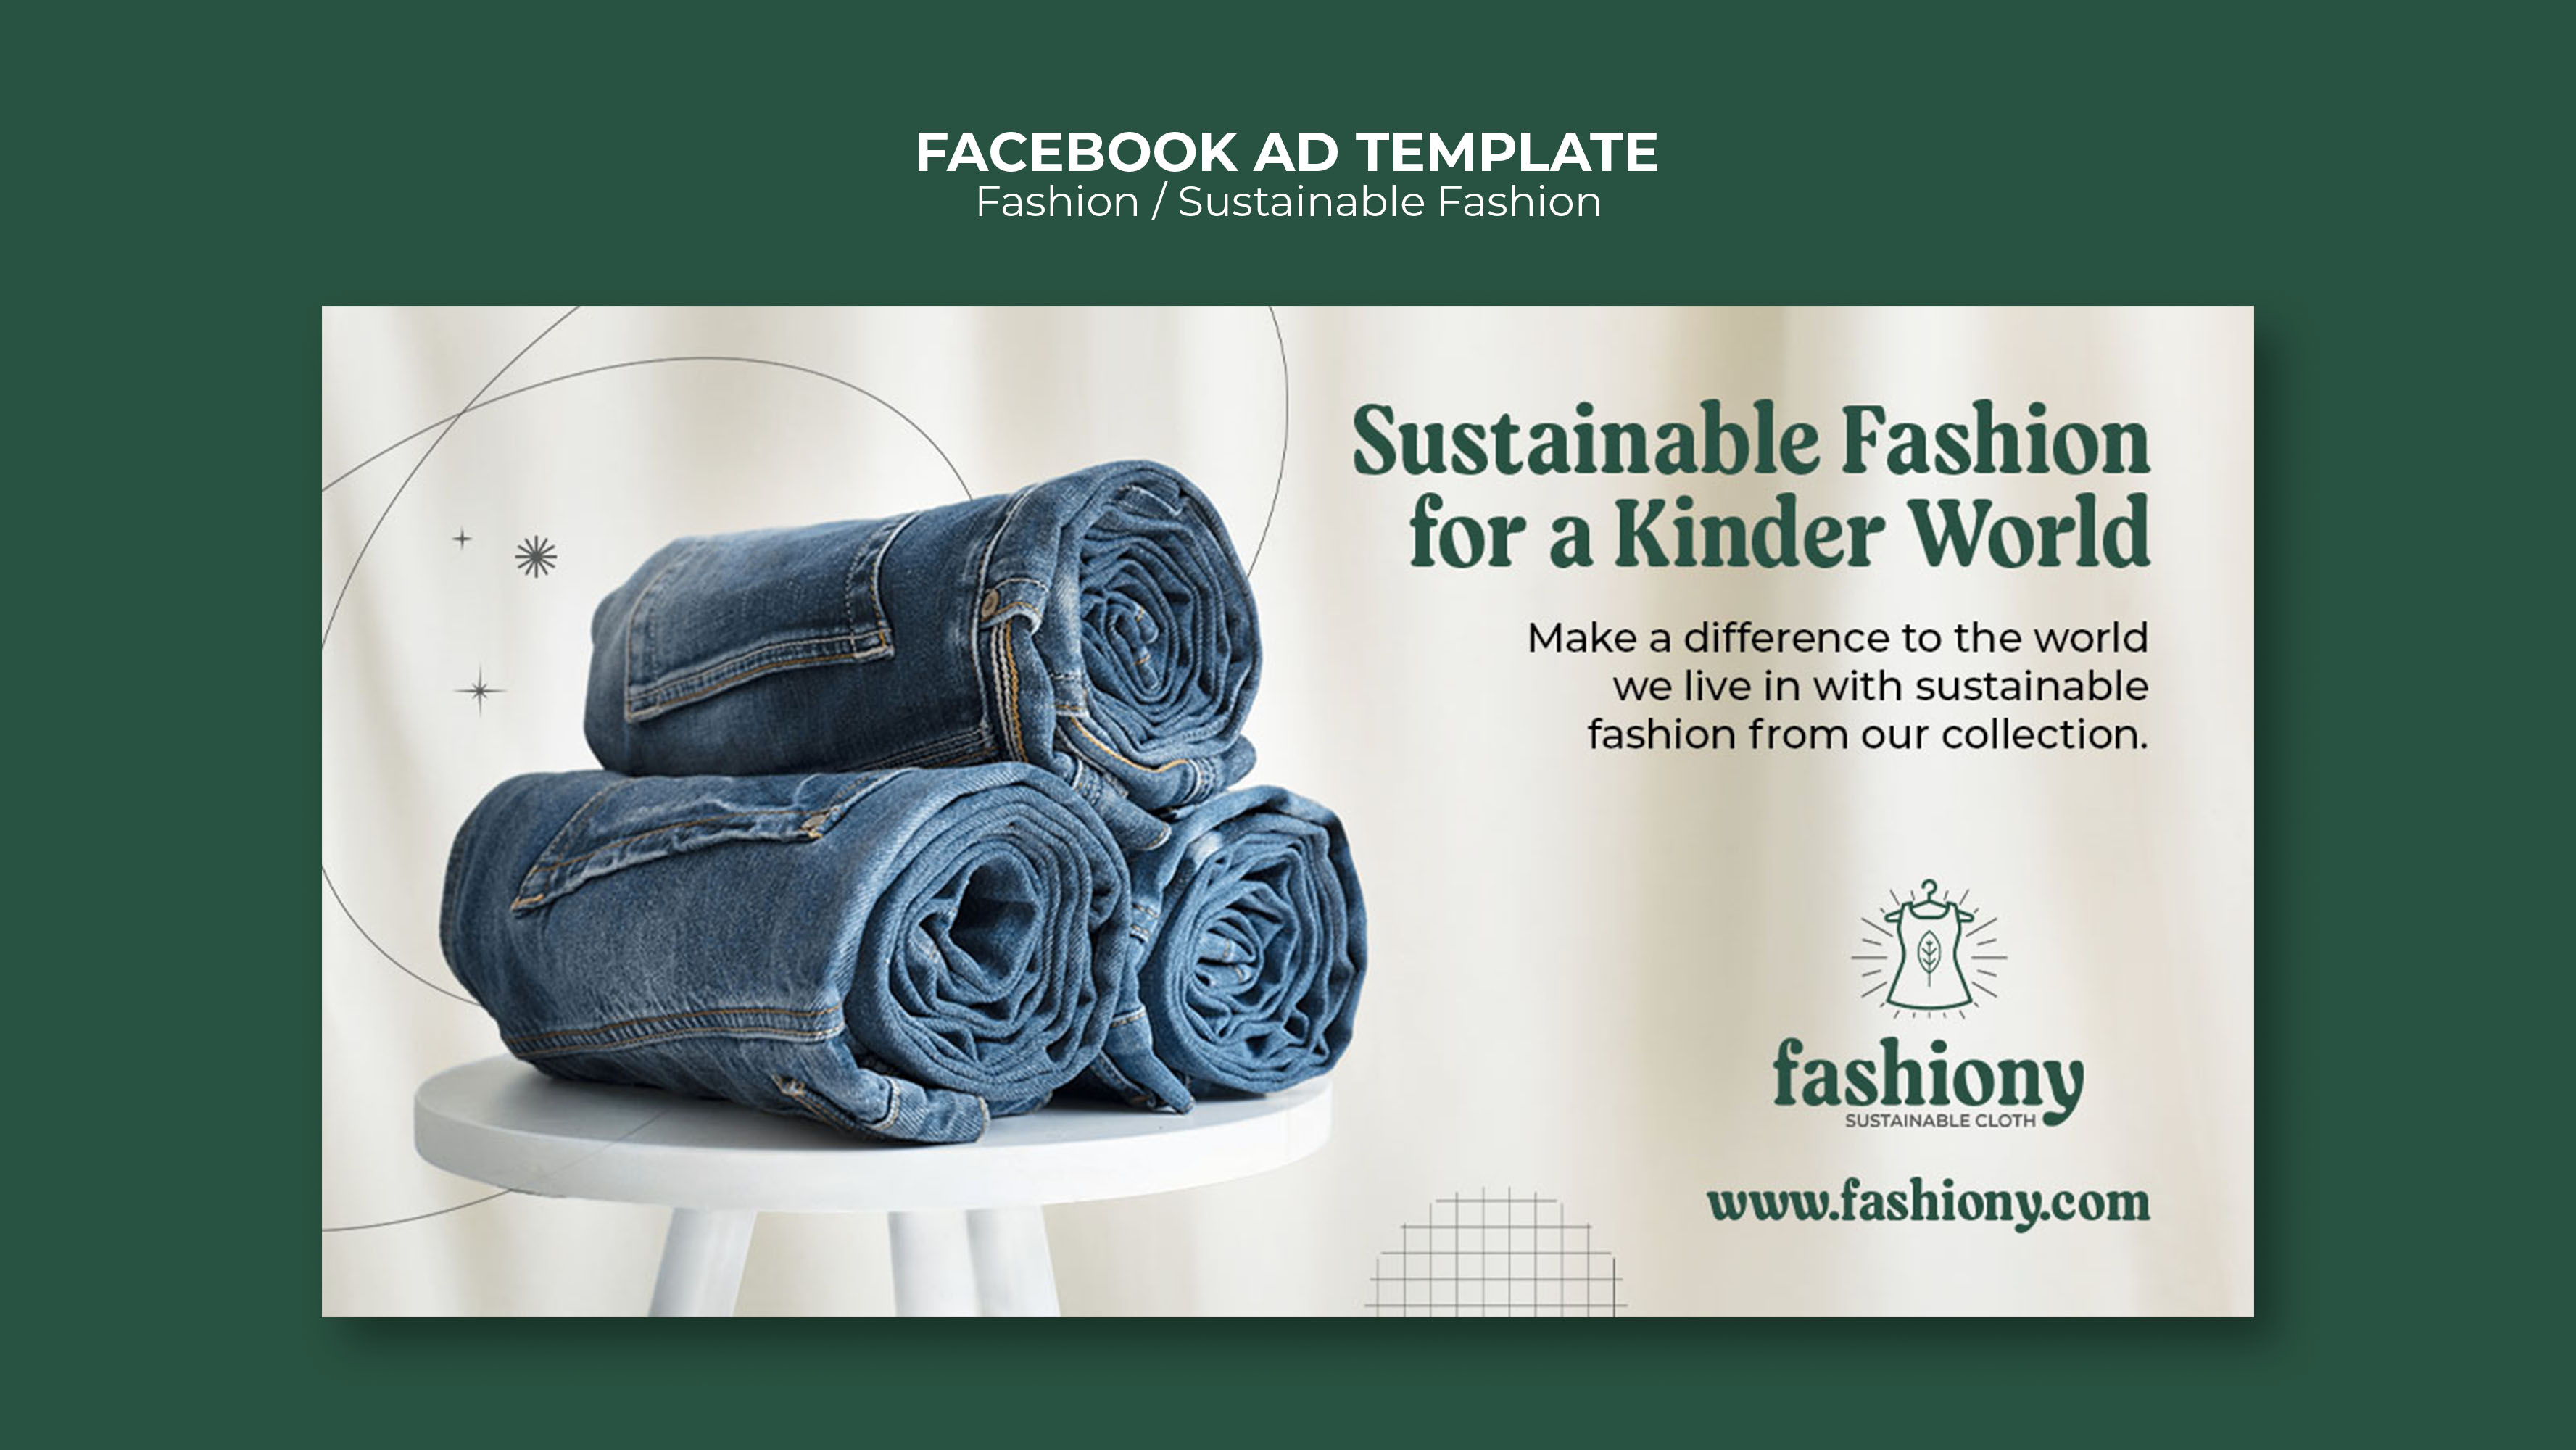 FACEBOOK AD TEMPLATE
Fashion / Sustainable Fashion
Sustainable Fashion
for a Kinder World
Make a difference to the world
we live in with sustainable
fashion from our collection.
fashiony
SUSTAINABLE CLOTH
www.fashiony.com